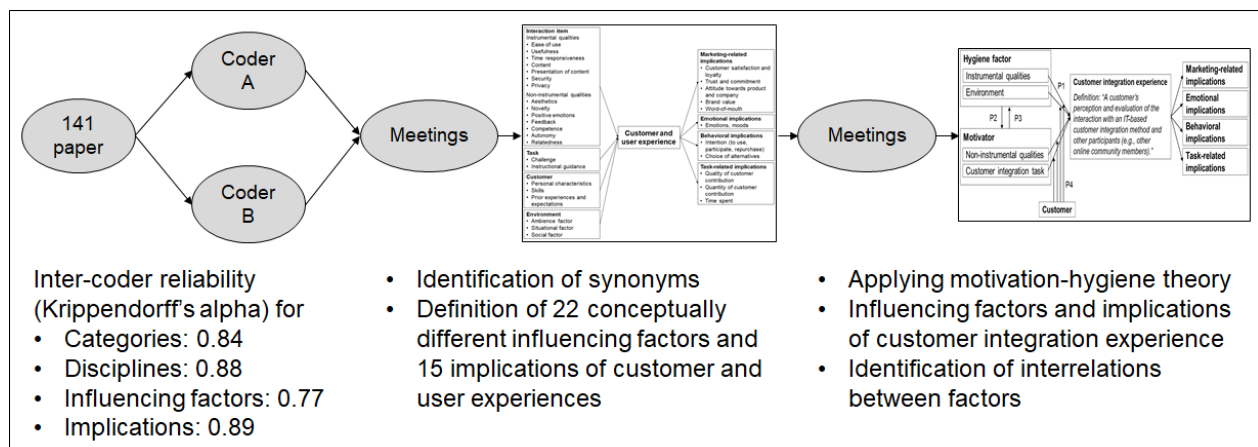 141
paper
Coder
A
Coder
B
Meetings
Interaction item
Instrumental qualities
• Ease of use
• Usefulness
• Time responsiveness
• Content
• Presentation of content
• Security
• Privacy
Non-instrumental qualities
• Aesthetics
• Novelty
• Positive emotions
• Feedback
• Competence
• Autonomy
• Relatedness
Task
• Challenge
• Instructional guidance
Customer
• Personal characteristics
• Skills
• Prior experiences and
expectations
Environment
• Ambience factor
• Situational factor
• Social factor
Customer and
user experience
Marketing-related
implications
• Customer satisfaction and
loyalty
• Trust and commitment
• Attitude towards product
and company
• Brand value
• Word-of-mouth
Emotional implications
• Emotions, moods
Behavioral implications
• Intention (to use,
participate, repurchase)
• Choice of alternatives
Task-related implications
• Quality of customer
contribution
• Quantity of customer
contribution
• Time spent
Meetings
Hygiene factor
Instrumental qualities
Environment
P1
P2
P3
Motivator
Non-instrumental qualities
Customer integration task
P4
Customer
Customer integration experience
Definition: "A customer's
perception and evaluation of the
interaction with an IT-based
customer integration method and
other participants (e.g., other
online community members)."
Marketing-related
implications
Emotional
implications
Behavioral
implications
Task-related
implications
Inter-coder reliability
(Krippendorff's alpha) for
• Categories: 0.84
• Disciplines: 0.88
• Influencing factors: 0.77
• Implications: 0.89
• Identification of synonyms
• Definition of 22 conceptually
different influencing factors and
15 implications of customer and
user experiences
• Applying motivation-hygiene theory
• Influencing factors and implications
of customer integration experience
• Identification of interrelations
between factors